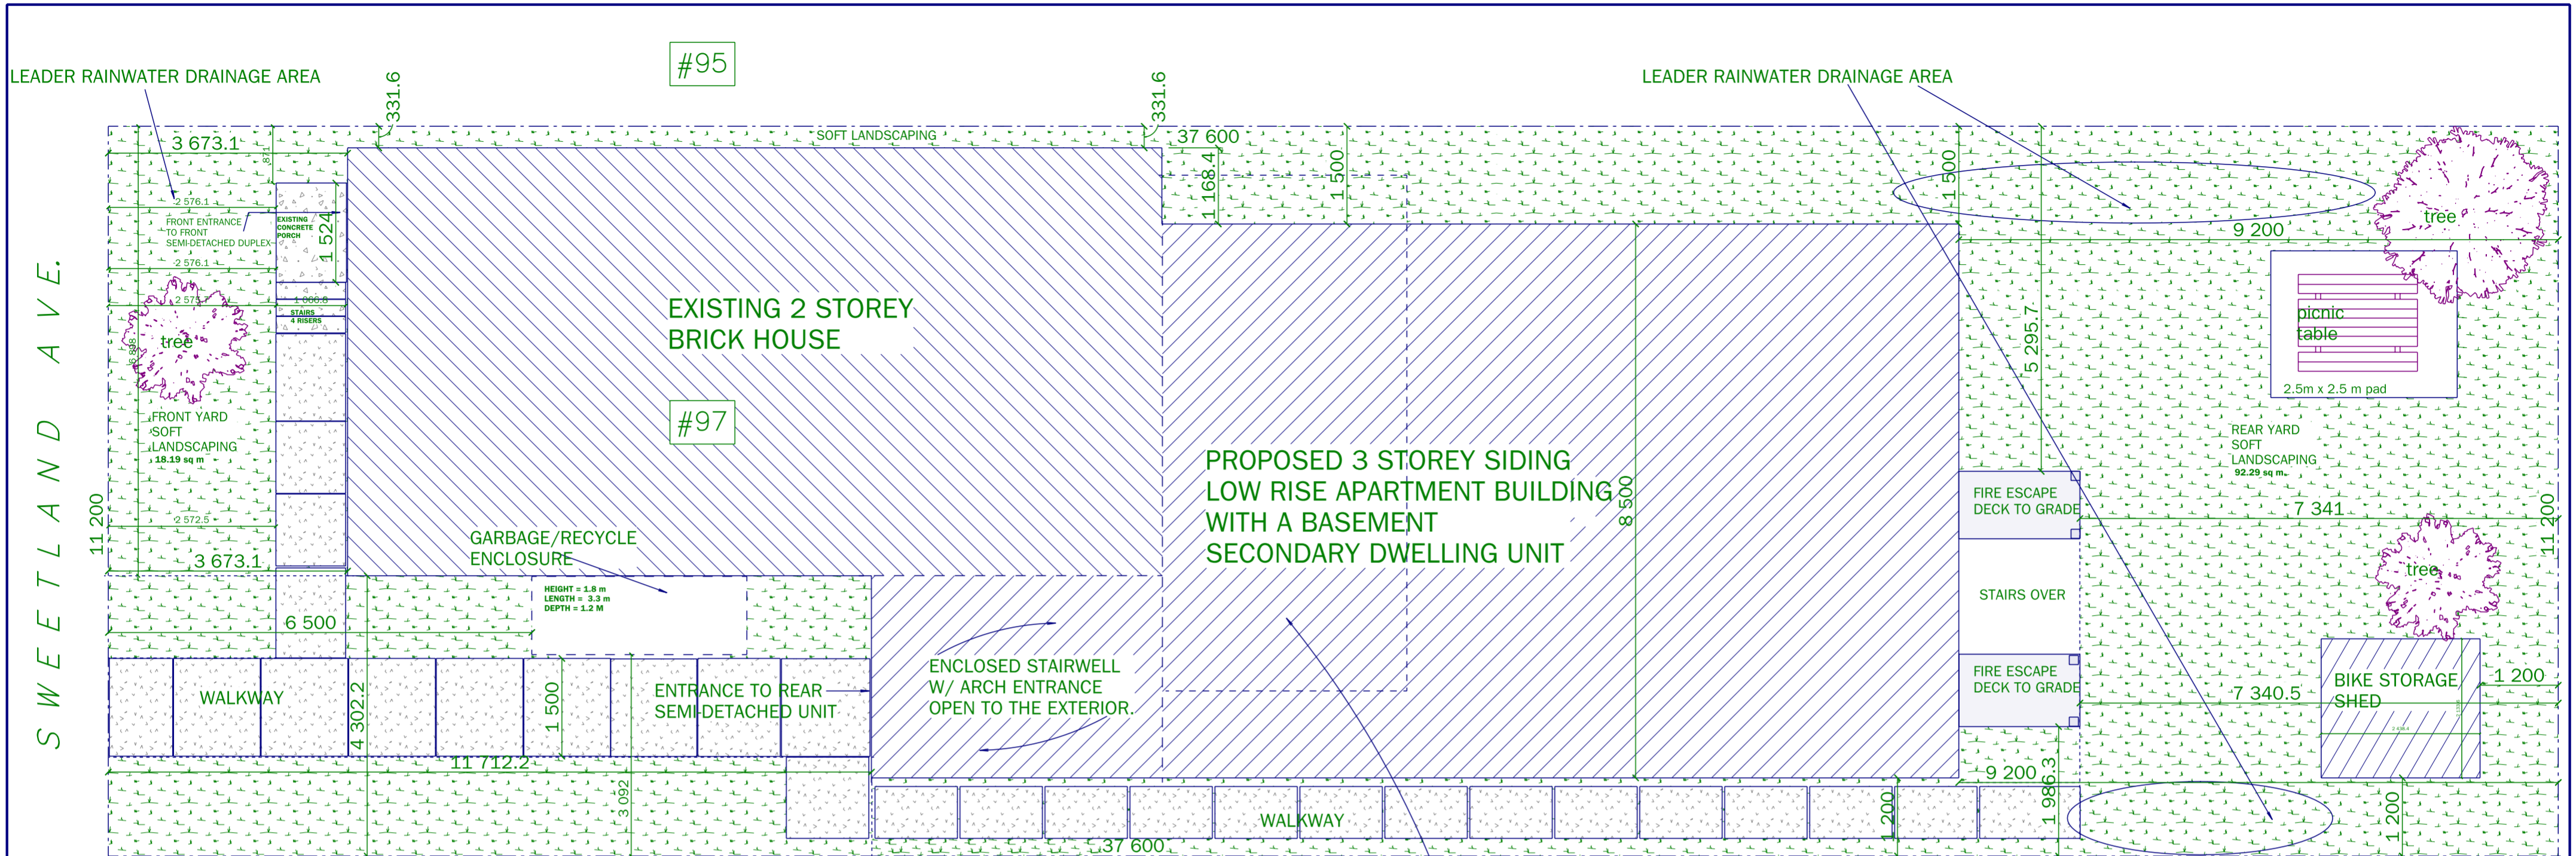 #95
LEADER RAINWATER DRAINAGE AREA
LEADER RAINWATER DRAINAGE AREA
331.6
331.6
SOFT LANDSCAPING
37 600
3 673.1
1 168.4
1 500
1 500
2 576.1
FRONT ENTRANCE
TO FRONT
SEMI-DETACHED DUPLEX
EXISTING
CONCRETE
PORCH
1 524
2 576.1
STAIRS
4 RISERS
tree
FRONT YARD
SOFT
LANDSCAPING
18.19 sq m
11 200
2 572.5
3 673.1
SWEETLAND AVE.
EXISTING 2 STOREY
BRICK HOUSE
#97
GARBAGE/RECYCLE
ENCLOSURE
HEIGHT = 1.8 m
LENGTH = 3.3 m
DEPTH = 1.2 M
6 500
WALKWAY
4 302.2
1 500
ENTRANCE TO REAR
SEMI-DETACHED UNIT
11 712.2
3 092
ENCLOSED STAIRWELL
W/ ARCH ENTRANCE
OPEN TO THE EXTERIOR.
PROPOSED 3 STOREY SIDING
LOW RISE APARTMENT BUILDING
WITH A BASEMENT
SECONDARY DWELLING UNIT
8 500
WALKWAY
37 600
1 200
tree
9 200
5 295.7
picnic
table
2.5m x 2.5 m pad
REAR YARD
SOFT
LANDSCAPING
92.29 sq m.
FIRE ESCAPE
DECK TO GRADE
7 341
11 200
tree
STAIRS OVER
FIRE ESCAPE
DECK TO GRADE
7 340.5
BIKE STORAGE
SHED
1 200
9 200
1 986.3
1 200